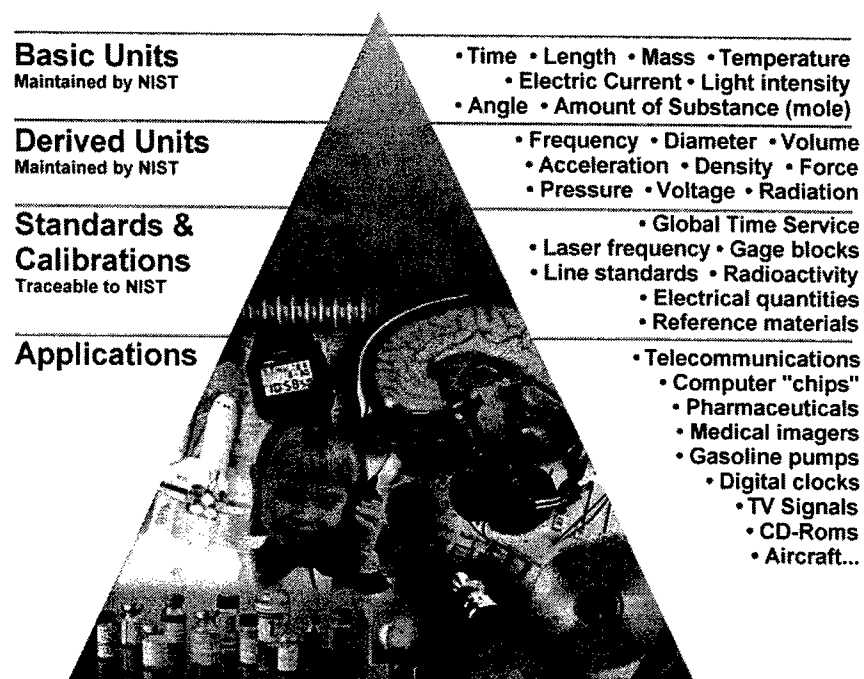 Basic Units
Maintained by NIST
• Time • Length • Mass • Temperature
• Electric Current • Light intensity
• Angle • Amount of Substance (mole)
Derived Units
Maintained by NIST
• Frequency • Diameter • Volume
• Acceleration • Density • Force
• Pressure • Voltage • Radiation
Standards &
Calibrations
Traceable to NIST
• Global Time Service
• Laser frequency • Gage blocks
• Line standards • Radioactivity
• Electrical quantities
• Reference materials
Applications
• Telecommunications
• Computer "chips"
• Pharmaceuticals
• Medical imagers
• Gasoline pumps
• Digital clocks
• TV Signals
• CD-Roms
• Aircraft...